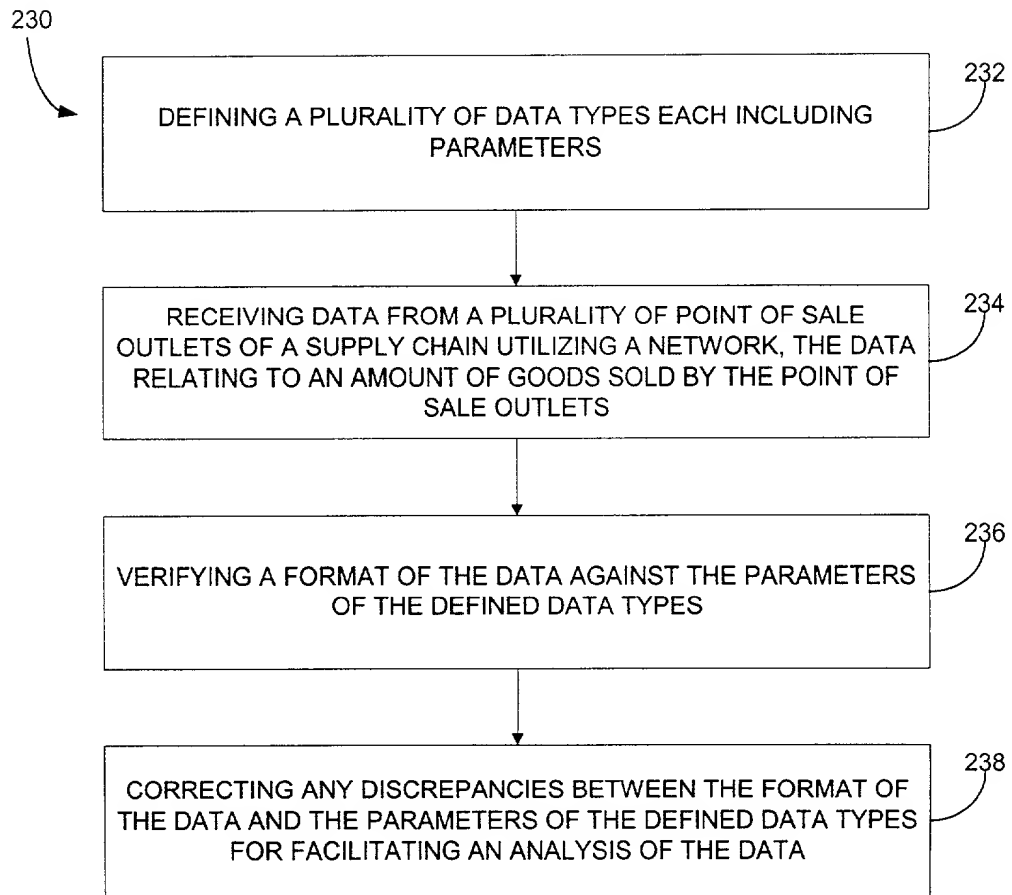 230
232
DEFINING A PLURALITY OF DATA TYPES EACH INCLUDING
PARAMETERS
234
RECEIVING DATA FROM A PLURALITY OF POINT OF SALE
OUTLETS OF A SUPPLY CHAIN UTILIZING A NETWORK, THE DATA
RELATING TO AN AMOUNT OF GOODS SOLD BY THE POINT OF
SALE OUTLETS
236
VERIFYING A FORMAT OF THE DATA AGAINST THE PARAMETERS
OF THE DEFINED DATA TYPES
238
CORRECTING ANY DISCREPANCIES BETWEEN THE FORMAT OF
THE DATA AND THE PARAMETERS OF THE DEFINED DATA TYPES
FOR FACILITATING AN ANALYSIS OF THE DATA